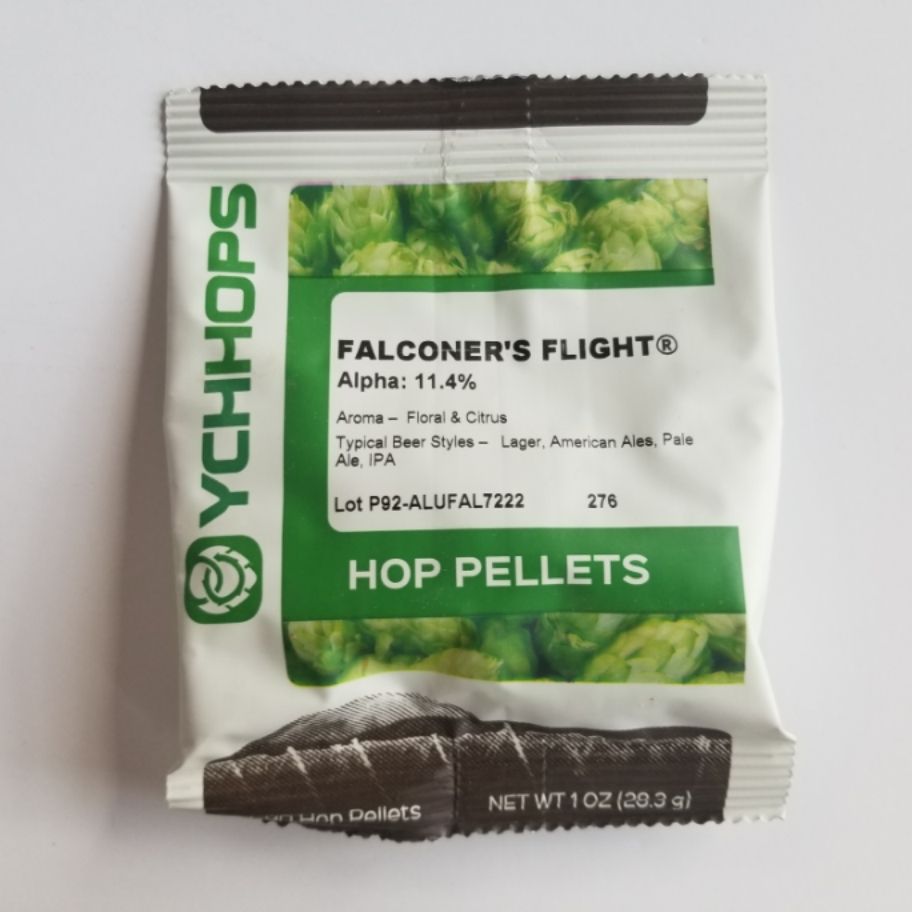 YCHHOPS
FALCONER'S FLIGHT®
Alpha: 11.4%
Aroma – Floral & Citrus
Typical Beer Styles – Lager, American Ales, Pale
Ale, IPA
Lot P92-ALUFAL7222 276
HOP PELLETS
Hop Pellets
NET WT 1 OZ (28.3 g)